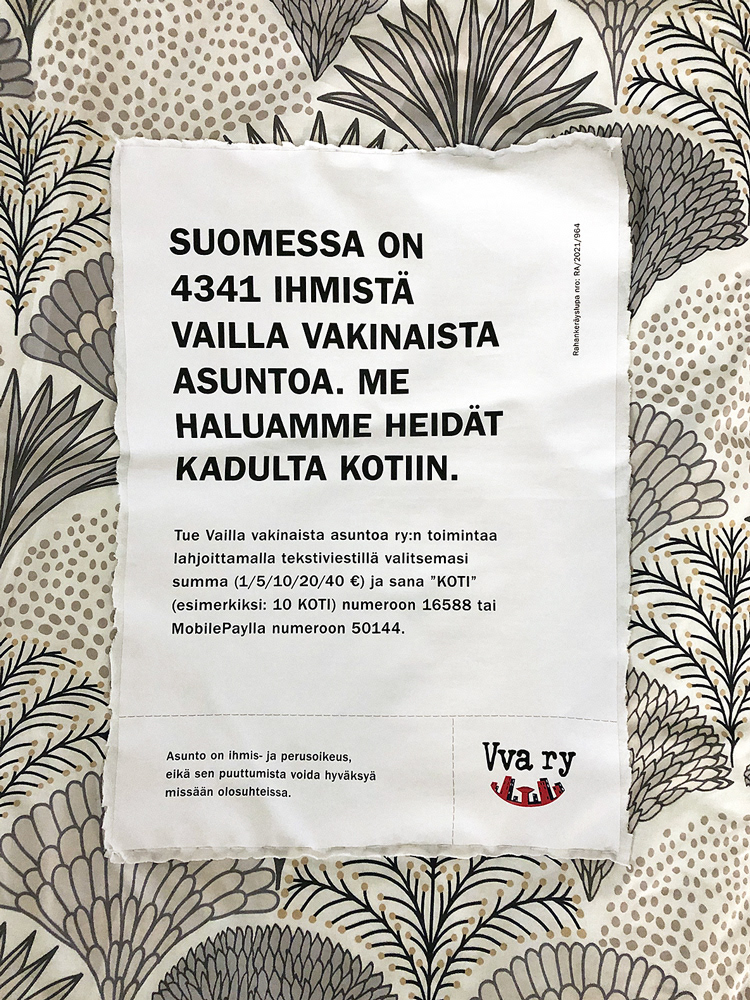 SUOMESSA ON
4341 IHMISTÄ
VAILLA VAKINAISTA
ASUNTOA. ME
HALUAMME HEIDÄT
KADULTA KOTIIN.
Rahankeräyslupa nro: RA/2021/964
Tue Vailla vakinaista asuntoa ry:n toimintaa
lahjoittamalla tekstiviestillä valitsemasi
summa (1/5/10/20/40 €) ja sana ”KOTI”
(esimerkiksi: 10 KOTI) numeroon 16588 tai
MobilePaylla numeroon 50144.
Asunto on ihmis- ja perusoikeus,
eikä sen puuttumista voida hyväksyä
missään olosuhteissa.
Vva ry